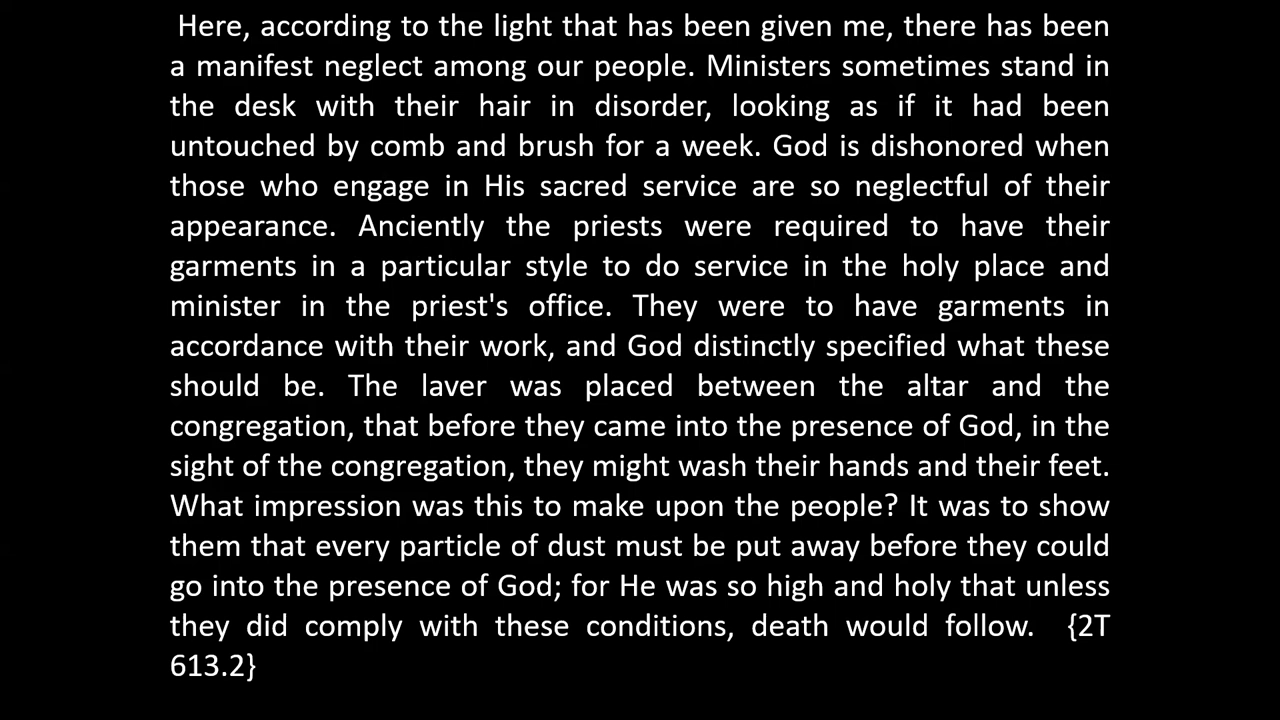 Here, according to the light that has been given me, there has been
a manifest neglect among our people. Ministers sometimes stand in
the desk with their hair in disorder, looking as if it had been
untouched by comb and brush for a week. God is dishonored when
those who engage in His sacred service are so neglectful of their
appearance. Anciently the priests were required to have their
garments in a particular style to do service in the holy place and
minister in the priest's office. They were to have garments in
accordance with their work, and God distinctly specified what these
should be. The laver was placed between the altar and the
congregation, that before they came into the presence of God, in the
sight of the congregation, they might wash their hands and their feet.
What impression was this to make upon the people? It was to show
them that every particle of dust must be put away before they could
go into the presence of God; for He was so high and holy that unless
they did comply with these conditions, death would follow. {2T
613.2}